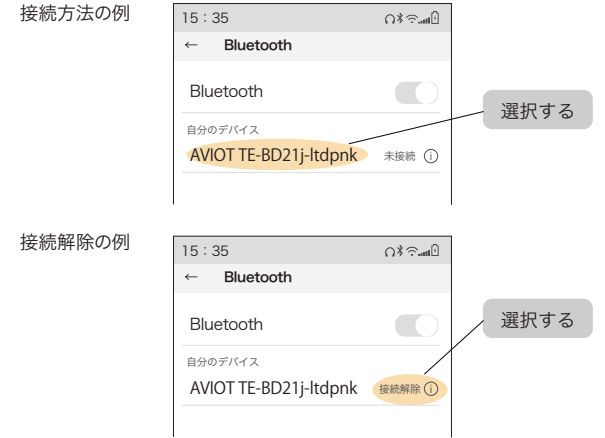 接続方法の例
15：35
← Bluetooth
Bluetooth
自分のデバイス
AVIOT TE-BD21j-ltdpnk 未接続 ⓘ
選択する
接続解除の例
15：35
← Bluetooth
Bluetooth
選択する
自分のデバイス
AVIOT TE-BD21j-ltdpnk 接続解除 ⓘ